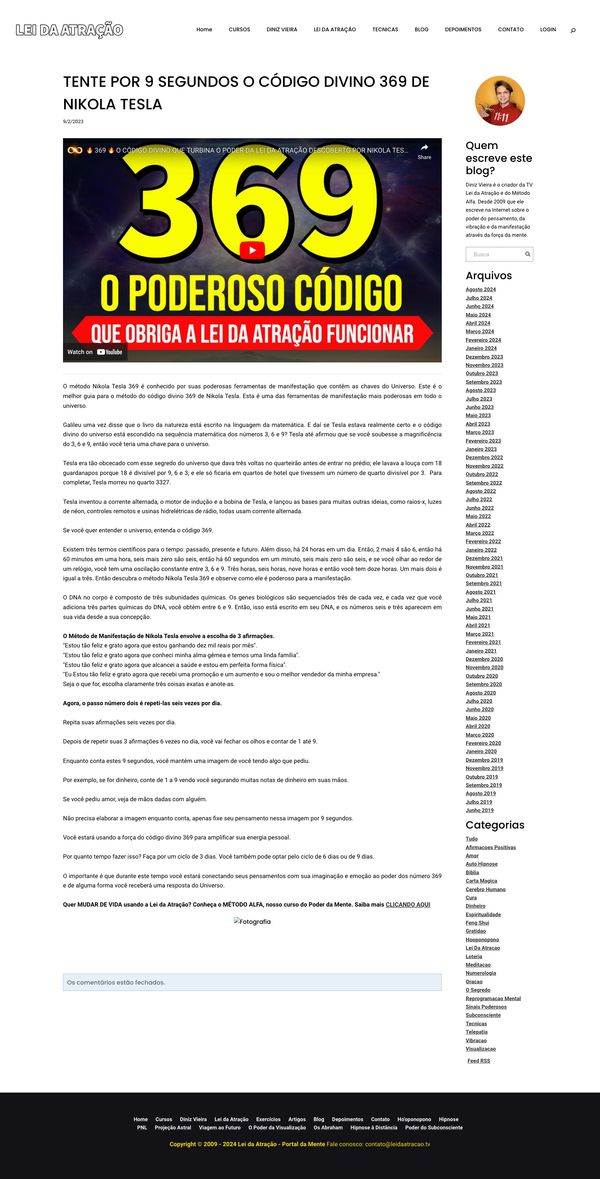 LEI DA ATRAÇÃO
Home CURSOS DINIZ VIEIRA LEI DA ATRAÇÃO TECNICAS BLOG DEPOIMENTOS CONTATO LOGIN
TENTE POR 9 SEGUNDOS O CÓDIGO DIVINO 369 DE
NIKOLA TESLA
9/2/2023
🔥 369 🔥 O CÓDIGO DIVINO QUE TURBINA O PODER DA LEI DA ATRAÇÃO DESCOBERTO POR NIKOLA TES...
Share
369
O PODEROSO CÓDIGO
QUE OBRIGA A LEI DA ATRAÇÃO FUNCIONAR
Watch on YouTube
O método Nikola Tesla 369 é conhecido por suas poderosas ferramentas de manifestação que contêm as chaves do Universo. Este é o
melhor guia para o método do código divino 369 de Nikola Tesla. Esta é uma das ferramentas de manifestação mais poderosas em todo o
universo.
Galileu uma vez disse que o livro da natureza está escrito na linguagem da matemática. E daí se Tesla estava realmente certo e o código
divino do universo está escondido na sequência matemática dos números 3, 6 e 9? Tesla até afirmou que se você soubesse a magnificência
do 3, 6 e 9, então você teria uma chave para o universo.
Tesla era tão obcecado com esse segredo do universo que dava três voltas no quarteirão antes de entrar no prédio; ele lavava a louça com 18
guardanapos porque 18 é divisível por 9, 6 e 3; e ele só ficaria em quartos de hotel que tivessem um número de quarto divisível por 3. Para
completar, Tesla morreu no quarto 3327.
Tesla inventou a corrente alternada, o motor de indução e a bobina de Tesla, e lançou as bases para muitas outras ideias, como raios-x, luzes
de néon, controles remotos e usinas hidrelétricas de rádio, todas usam corrente alternada.
Se você quer entender o universo, entenda o código 369.
Existem três termos científicos para o tempo: passado, presente e futuro. Além disso, há 24 horas em um dia. Então, 2 mais 4 são 6, então há
60 minutos em uma hora, seis mais zero são seis, então há 60 segundos em um minuto, seis mais zero são seis, e se você olhar ao redor de
um relógio, você tem uma oscilação constante entre 3, 6 e 9. Três horas, seis horas, nove horas e então você tem doze horas. Um mais dois é
igual a três. Então descubra o método Nikola Tesla 369 e observe como ele é poderoso para a manifestação.
O DNA no corpo é composto de três subunidades químicas. Os genes biológicos são sequenciados três de cada vez, e cada vez que você
adiciona três partes químicas do DNA, você obtém entre 6 e 9. Então, isso está escrito em seu DNA, e os números seis e três aparecem em
sua vida desde a sua concepção.
O Método de Manifestação de Nikola Tesla envolve a escolha de 3 afirmações.
"Estou tão feliz e grato agora que estou ganhando dez mil reais por mês".
"Estou tão feliz e grato agora que conheci minha alma gêmea e temos uma linda família".
"Estou tão feliz e grato agora que alcancei a saúde e estou em perfeita forma física".
"Eu Estou tão feliz e grato agora que recebi uma promoção e um aumento e sou o melhor vendedor da minha empresa."
Seja o que for, escolha claramente três coisas exatas e anote-as.
Agora, o passo número dois é repeti-las seis vezes por dia.
Repita suas afirmações seis vezes por dia.
Depois de repetir suas 3 afirmações 6 vezes no dia, você vai fechar os olhos e contar de 1 até 9.
Enquanto conta estes 9 segundos, você mantém uma imagem de você tendo algo que pediu.
Por exemplo, se for dinheiro, conte de 1 a 9 vendo você segurando muitas notas de dinheiro em suas mãos.
Se você pediu amor, veja de mãos dadas com alguém.
Não precisa elaborar a imagem enquanto conta, apenas fixe seu pensamento nessa imagem por 9 segundos.
Você estará usando a força do código divino 369 para amplificar sua energia pessoal.
Por quanto tempo fazer isso? Faça por um ciclo de 3 dias. Você também pode optar pelo ciclo de 6 dias ou de 9 dias.
O importante é que durante este tempo você estará conectando seus pensamentos com sua imaginação e emoção ao poder dos número 369
e de alguma forma você receberá uma resposta do Universo.
Quer MUDAR DE VIDA usando a Lei da Atração? Conheça o MÉTODO ALFA, nosso curso do Poder da Mente. Saiba mais CLICANDO AQUI
Fotografia
Os comentários estão fechados.
11:11
Quem
escreve este
blog?
Diniz Vieira é o criador da TV
Lei da Atração e do Método
Alfa. Desde 2009 que ele
escreve na Internet sobre o
poder do pensamento, da
vibração e da manifestação
através da força da mente.
Busca
Arquivos
Agosto 2024
Julho 2024
Junho 2024
Maio 2024
Abril 2024
Março 2024
Fevereiro 2024
Janeiro 2024
Dezembro 2023
Novembro 2023
Outubro 2023
Setembro 2023
Agosto 2023
Julho 2023
Junho 2023
Maio 2023
Abril 2023
Março 2023
Fevereiro 2023
Janeiro 2023
Dezembro 2022
Novembro 2022
Outubro 2022
Setembro 2022
Agosto 2022
Julho 2022
Junho 2022
Maio 2022
Abril 2022
Março 2022
Fevereiro 2022
Janeiro 2022
Dezembro 2021
Novembro 2021
Outubro 2021
Setembro 2021
Agosto 2021
Julho 2021
Junho 2021
Maio 2021
Abril 2021
Março 2021
Fevereiro 2021
Janeiro 2021
Dezembro 2020
Novembro 2020
Outubro 2020
Setembro 2020
Agosto 2020
Julho 2020
Junho 2020
Maio 2020
Abril 2020
Março 2020
Fevereiro 2020
Janeiro 2020
Dezembro 2019
Novembro 2019
Outubro 2019
Setembro 2019
Agosto 2019
Julho 2019
Junho 2019
Categorias
Tudo
Afirmacoes Positivas
Amor
Auto Hipnose
Bíblia
Carta Magica
Cerebro Humano
Cura
Dinheiro
Espiritualidade
Feng Shui
Gratidao
Hooponopono
Lei Da Atracao
Loteria
Meditacao
Numerologia
Oracao
O Segredo
Reprogramacao Mental
Sinais Poderosos
Subconsciente
Tecnicas
Telepatia
Vibracao
Visualizacao
Feed RSS
Home Cursos Diniz Vieira Lei da Atração Exercícios Artigos Blog Depoimentos Contato Ho'oponopono Hipnose
PNL Projeção Astral Viagem ao Futuro O Poder da Visualização Os Abraham Hipnose à Distância Poder do Subconsciente
Copyright © 2009 - 2024 Lei da Atração - Portal da Mente Fale conosco: contato@leidaatracao.tv